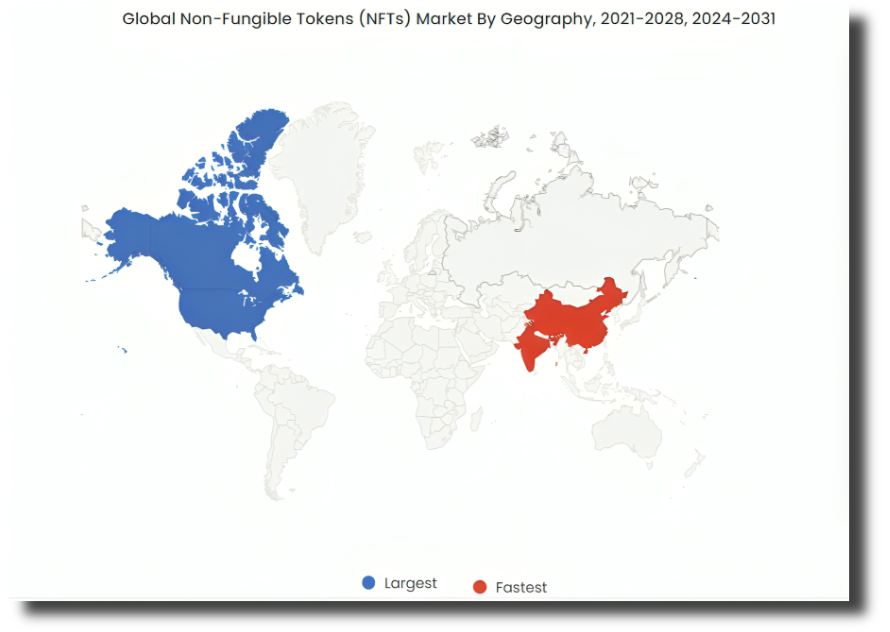 Global Non-Fungible Tokens (NFTs) Market By Geography, 2021-2028, 2024-2031
Largest
Fastest